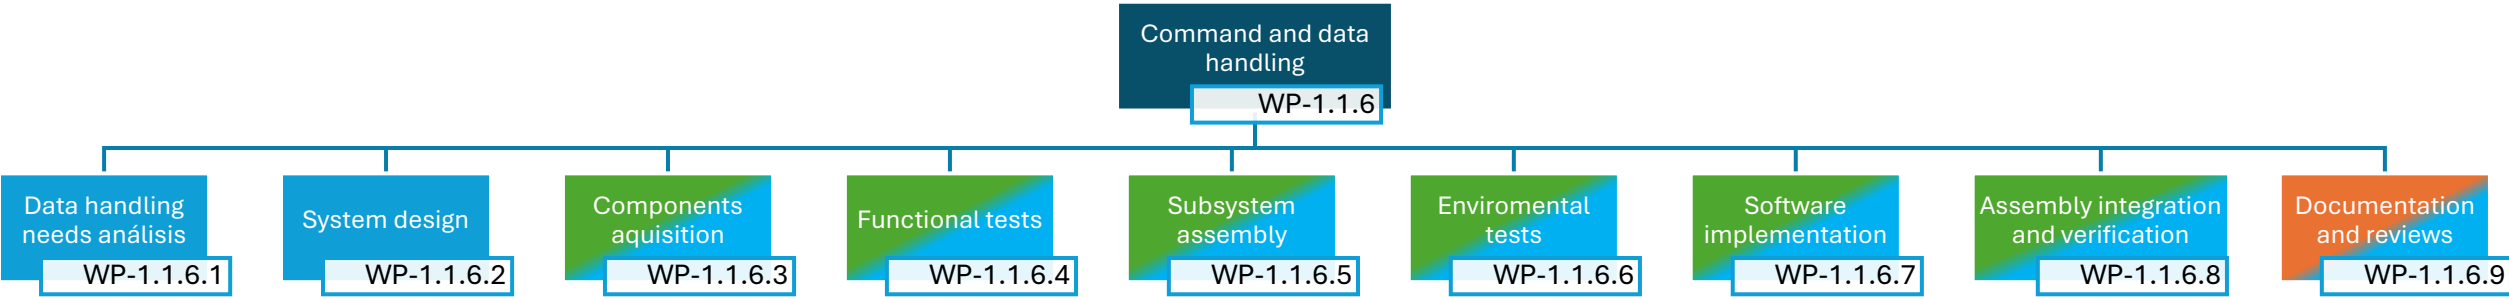 Command and data
handling
WP-1.1.6
Data handling
needs análisis
WP-1.1.6.1
System design
WP-1.1.6.2
Components
aquisition
WP-1.1.6.3
Functional tests
WP-1.1.6.4
Subsystem
assembly
WP-1.1.6.5
Enviromental
tests
WP-1.1.6.6
Software
implementation
WP-1.1.6.7
Assembly integration
and verification
WP-1.1.6.8
Documentation
and reviews
WP-1.1.6.9